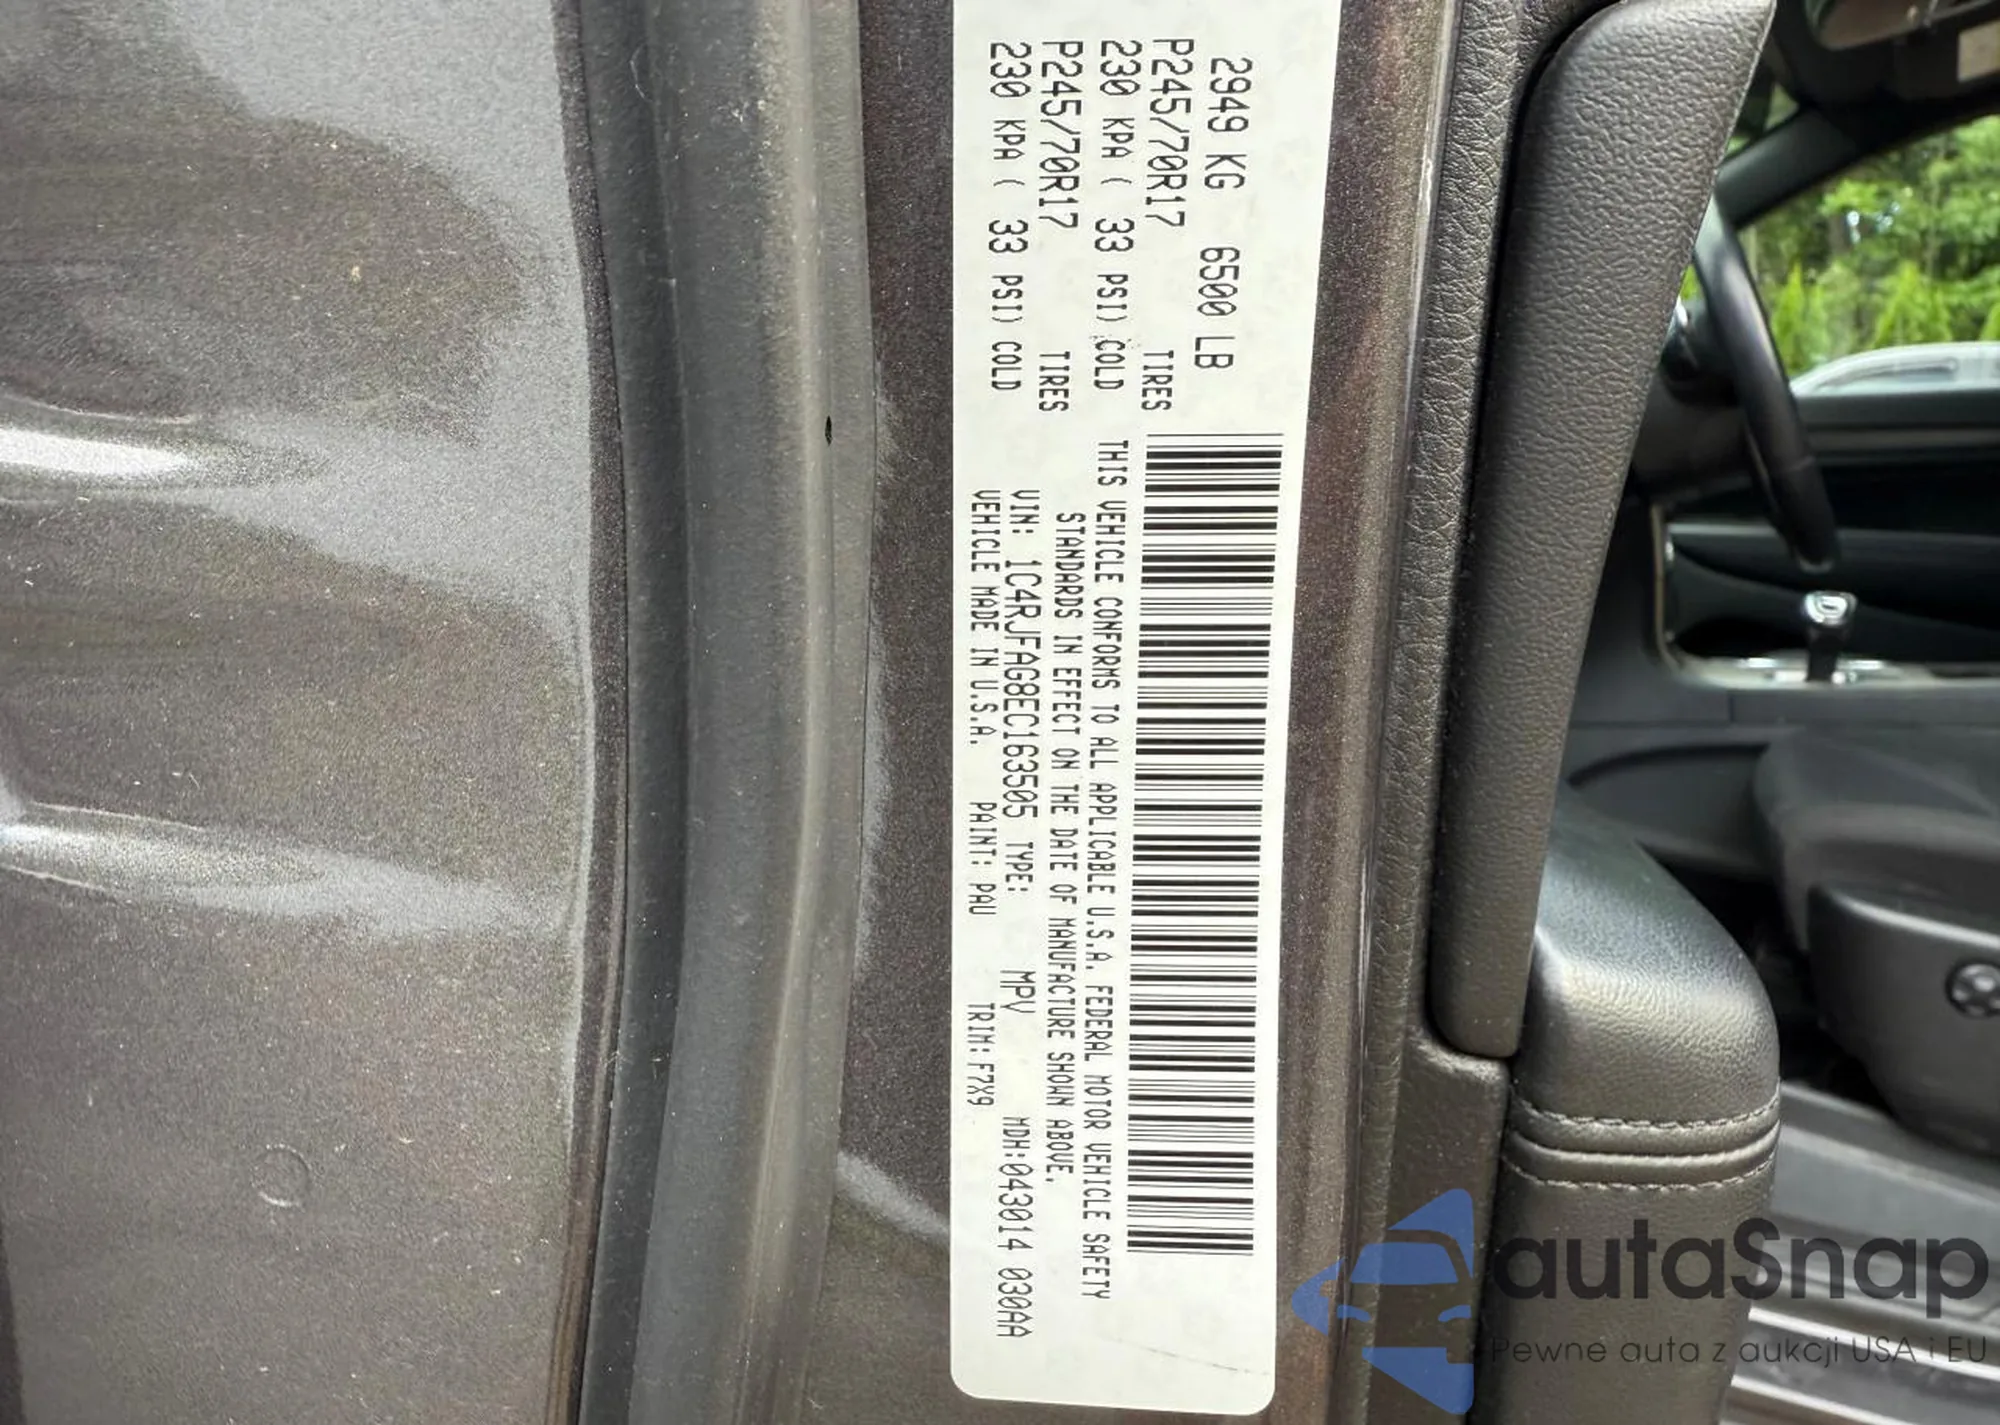 2949 KG 6500 LB
P245/70R17 TIRES
230 KPA ( 33 PSI) COLD
P245/70R17 TIRES
230 KPA ( 33 PSI) COLD
THIS VEHICLE CONFORMS TO ALL APPLICABLE U.S.A. FEDERAL MOTOR VEHICLE SAFETY
STANDARDS IN EFFECT ON THE DATE OF MANUFACTURE SHOWN ABOVE.
VIN: 1C4RJFAG8EC163505 TYPE: MPV MDH:043014 030AA
VEHICLE MADE IN U.S.A. PAINT: PAU TRIM: F7X9
autaSnap
Pewne auta z aukcji USA i EU